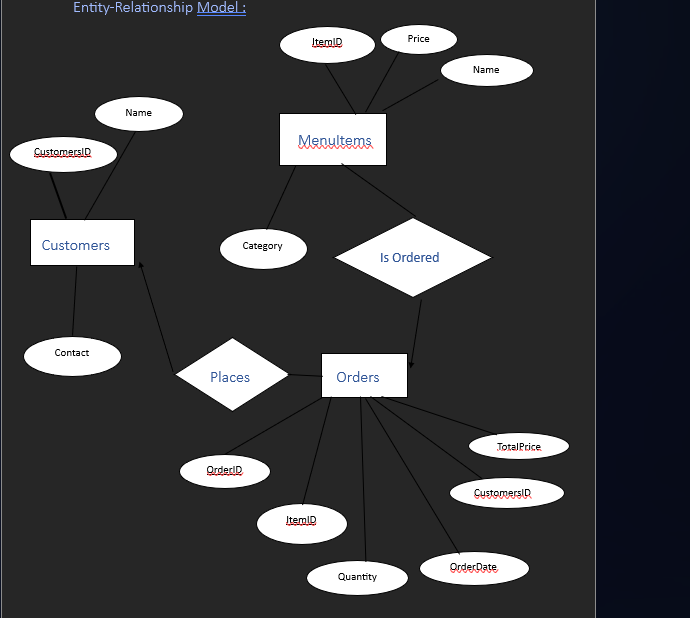 Entity-Relationship Model :
ItemID
Price
Name
MenuItems
Name
CustomersID
Customers
Category
Is Ordered
Contact
Places
Orders
TotalPrice
OrderID
CustomersID
ItemID
OrderDate
Quantity